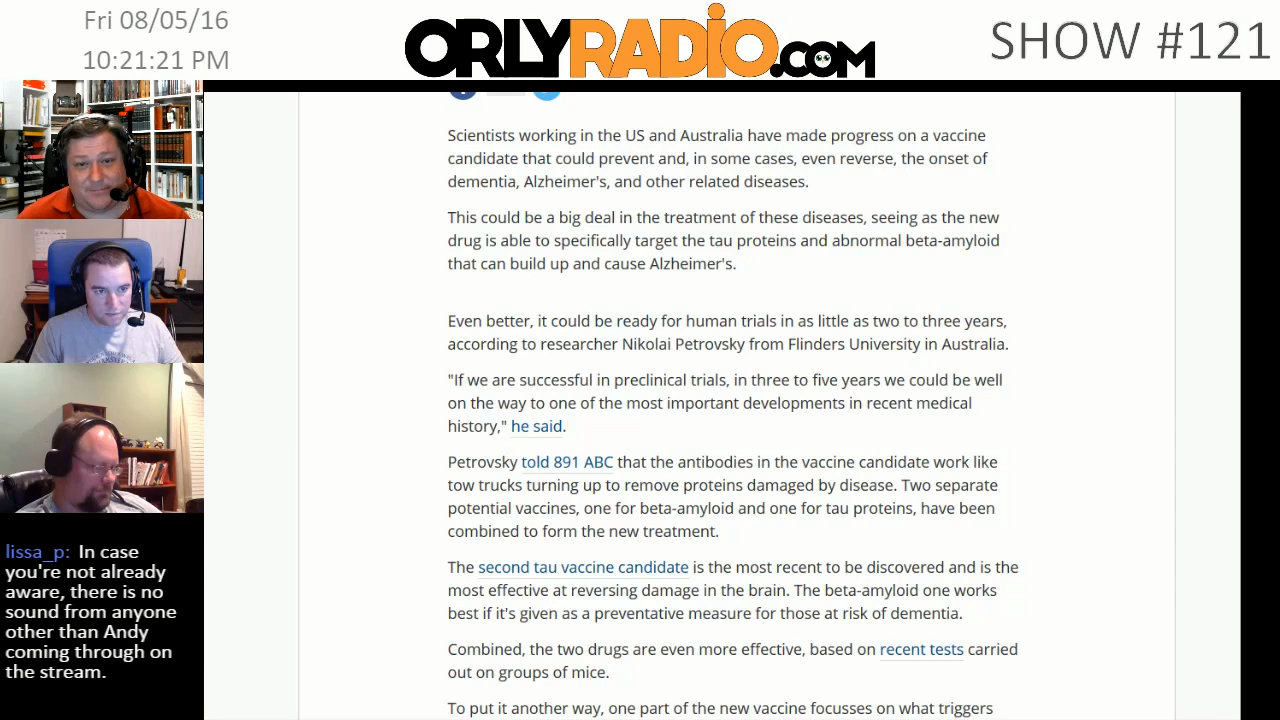 Fri 08/05/16
10:21:21 PM
ORLYRADIO.COM
SHOW #121
Scientists working in the US and Australia have made progress on a vaccine
candidate that could prevent and, in some cases, even reverse, the onset of
dementia, Alzheimer's, and other related diseases.
This could be a big deal in the treatment of these diseases, seeing as the new
drug is able to specifically target the tau proteins and abnormal beta-amyloid
that can build up and cause Alzheimer's.
Even better, it could be ready for human trials in as little as two to three years,
according to researcher Nikolai Petrovsky from Flinders University in Australia.
"If we are successful in preclinical trials, in three to five years we could be well
on the way to one of the most important developments in recent medical
history," he said.
Petrovsky told 891 ABC that the antibodies in the vaccine candidate work like
tow trucks turning up to remove proteins damaged by disease. Two separate
potential vaccines, one for beta-amyloid and one for tau proteins, have been
combined to form the new treatment.
The second tau vaccine candidate is the most recent to be discovered and is the
most effective at reversing damage in the brain. The beta-amyloid one works
best if it's given as a preventative measure for those at risk of dementia.
Combined, the two drugs are even more effective, based on recent tests carried
out on groups of mice.
To put it another way, one part of the new vaccine focusses on what triggers
lissa_p: In case
you're not already
aware, there is no
sound from anyone
other than Andy
coming through on
the stream.